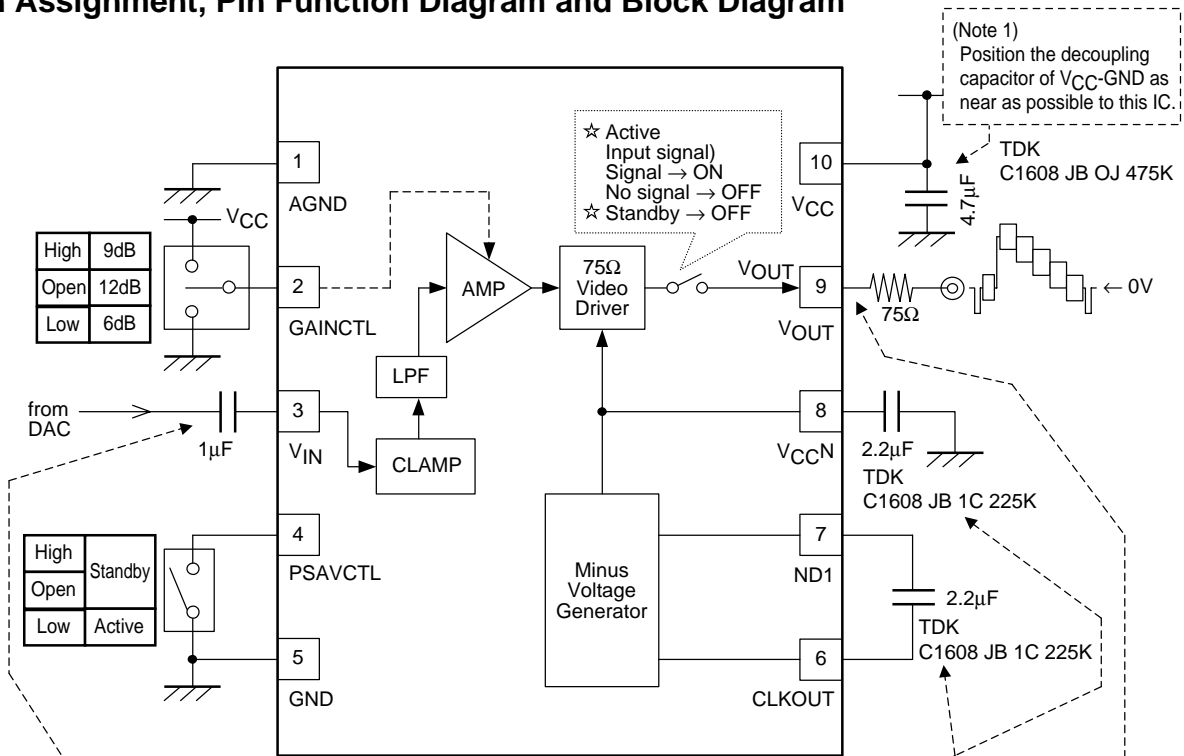 Assignment, Pin Function Diagram and Block Diagram
(Note 1)
Position the decoupling
capacitor of VCC-GND as
near as possible to this IC.
☆ Active
Input signal)
Signal → ON
No signal → OFF
☆ Standby → OFF
1
AGND
10
VCC
TDK
C1608 JB OJ 475K
4.7μF
VCC
High 9dB
Open 12dB
Low 6dB
2
GAINCTL
AMP
75Ω
Video
Driver
VOUT
9
VOUT
75Ω
← 0V
LPF
from
DAC
1μF
3
VIN
CLAMP
8
VCCN
2.2μF
TDK
C1608 JB 1C 225K
High
Open
Standby
Low Active
4
PSAVCTL
Minus
Voltage
Generator
7
ND1
2.2μF
TDK
C1608 JB 1C 225K
5
GND
6
CLKOUT